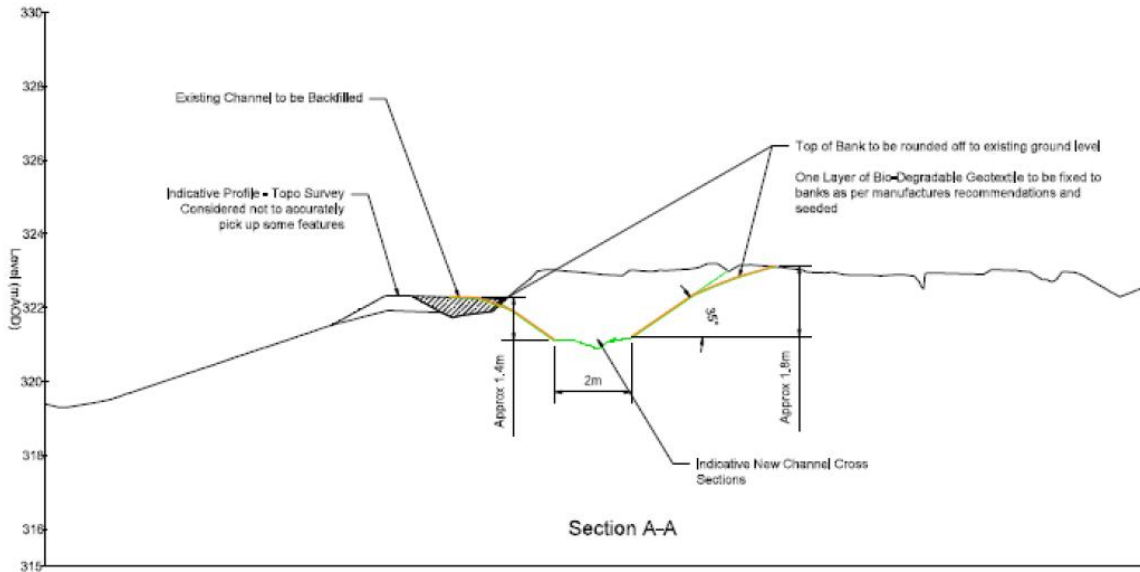 330
328
326
324
322
320
318
316
315
Level (mAOD)
Existing Channel to be Backfilled
Indicative Profile - Topo Survey
Considered not to accurately
pick up some features
Top of Bank to be rounded off to existing ground level
One Layer of Bio-Degradable Geotextile to be fixed to
banks as per manufactures recommendations and
seeded
35°
Approx 1.4m
2m
Approx 1.8m
Indicative New Channel Cross
Sections
Section A-A